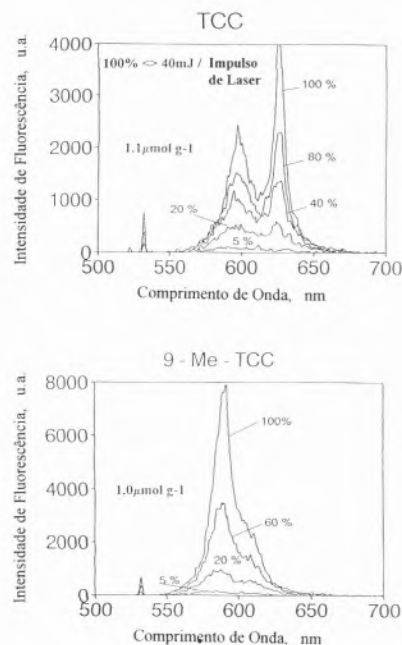 TCC
Intensidade de Fluorescência, u.a.
4000
3000
2000
1000
0
100% <> 40mJ / Impulso
de Laser
1.1μmol g-1
100 %
80 %
40 %
20 %
5 %
500
550
600
650
700
Comprimento de Onda, nm
9 - Me - TCC
Intensidade de Fluorescência, u.a.
8000
6000
4000
2000
0
1.0μmol g-1
100%
60 %
20 %
5 %
500
550
600
650
700
Comprimento de Onda, nm